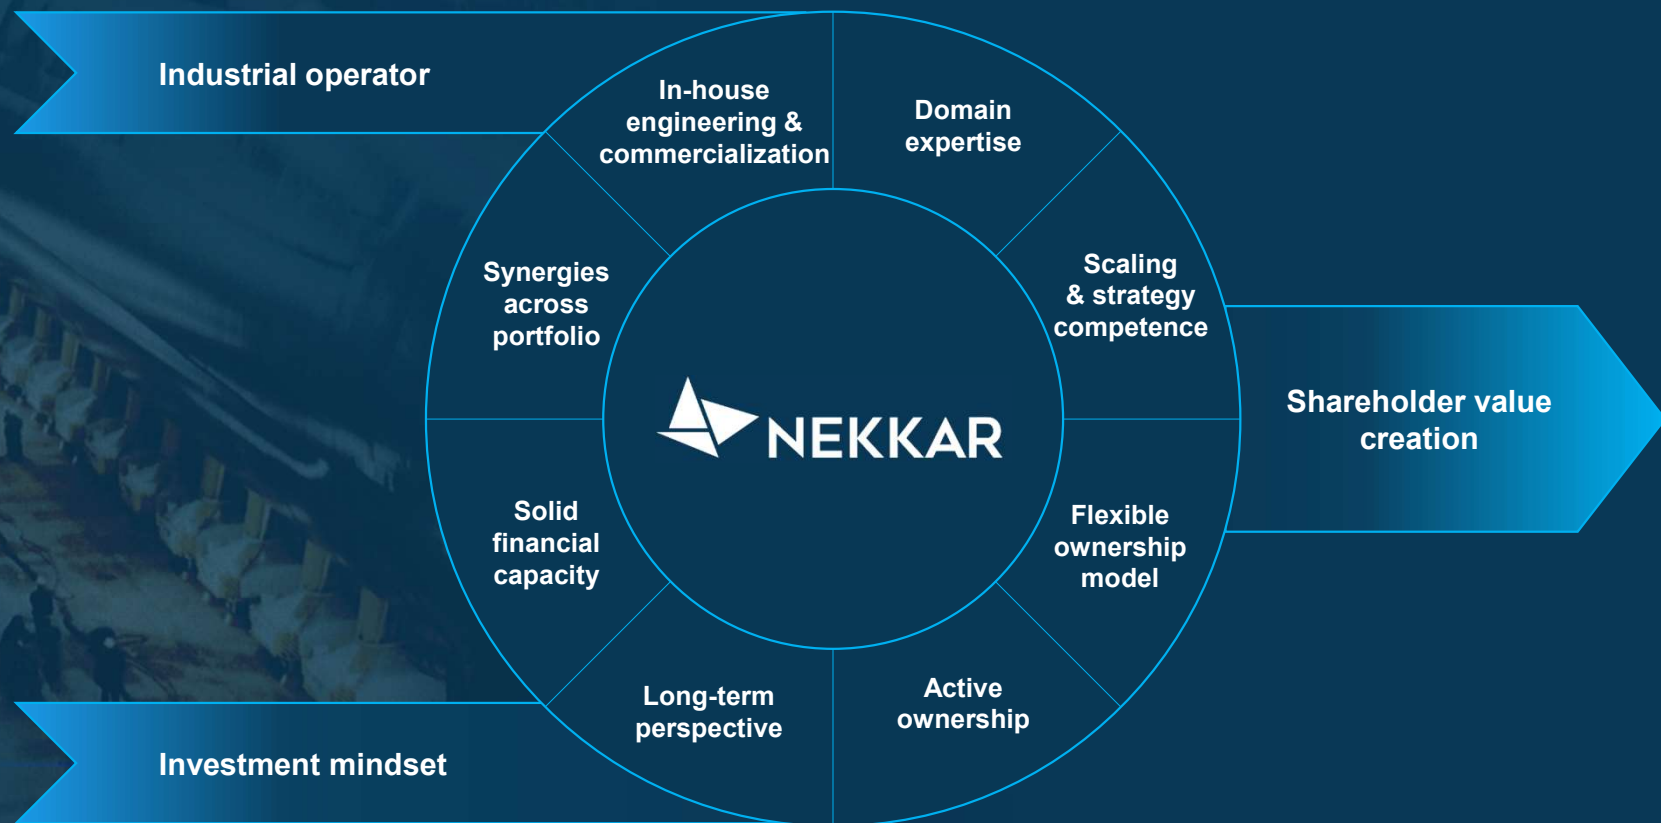 Industrial operator
In-house
engineering &
commercialization
Domain
expertise
Synergies
across
portfolio
Scaling
& strategy
competence
NEKKAR
Shareholder value
creation
Solid
financial
capacity
Flexible
ownership
model
Long-term
perspective
Active
ownership
Investment mindset